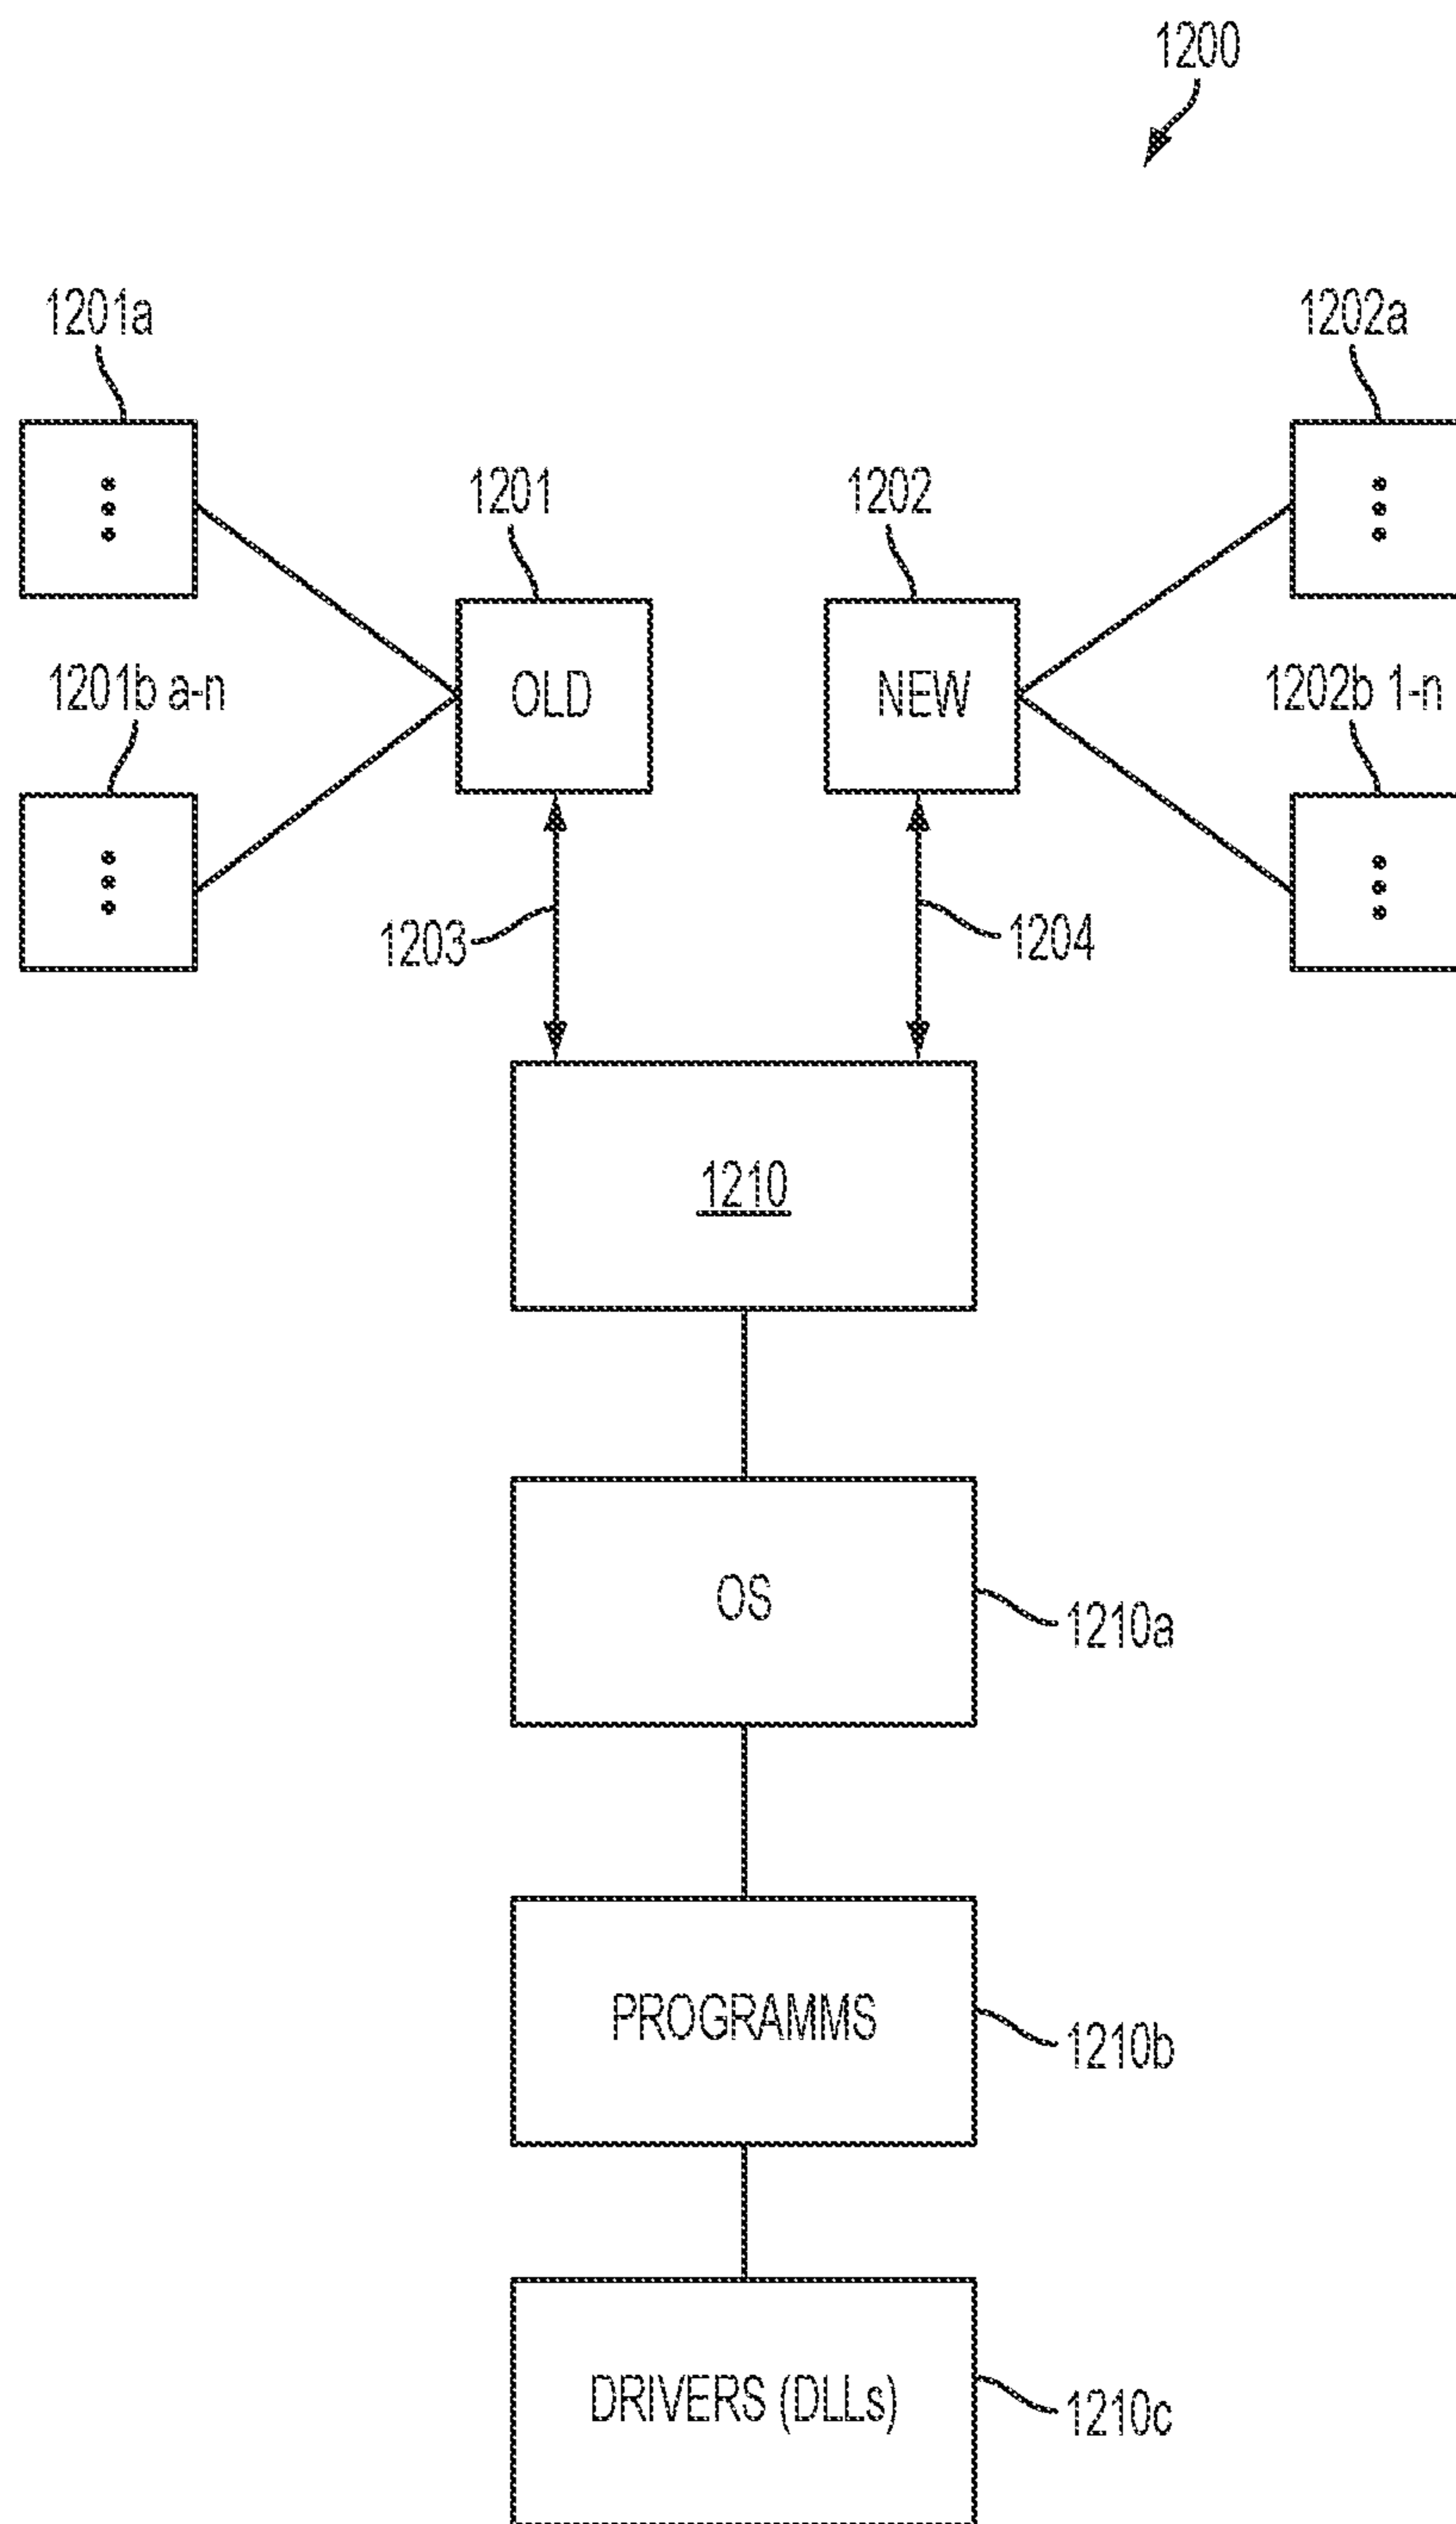 1200
1201a
1202a
1201
1202
1201b a-n
OLD
NEW
1202b 1-n
1203
1204
1210
OS
1210a
PROGRAMMS
1210b
DRIVERS (DLLs)
1210c